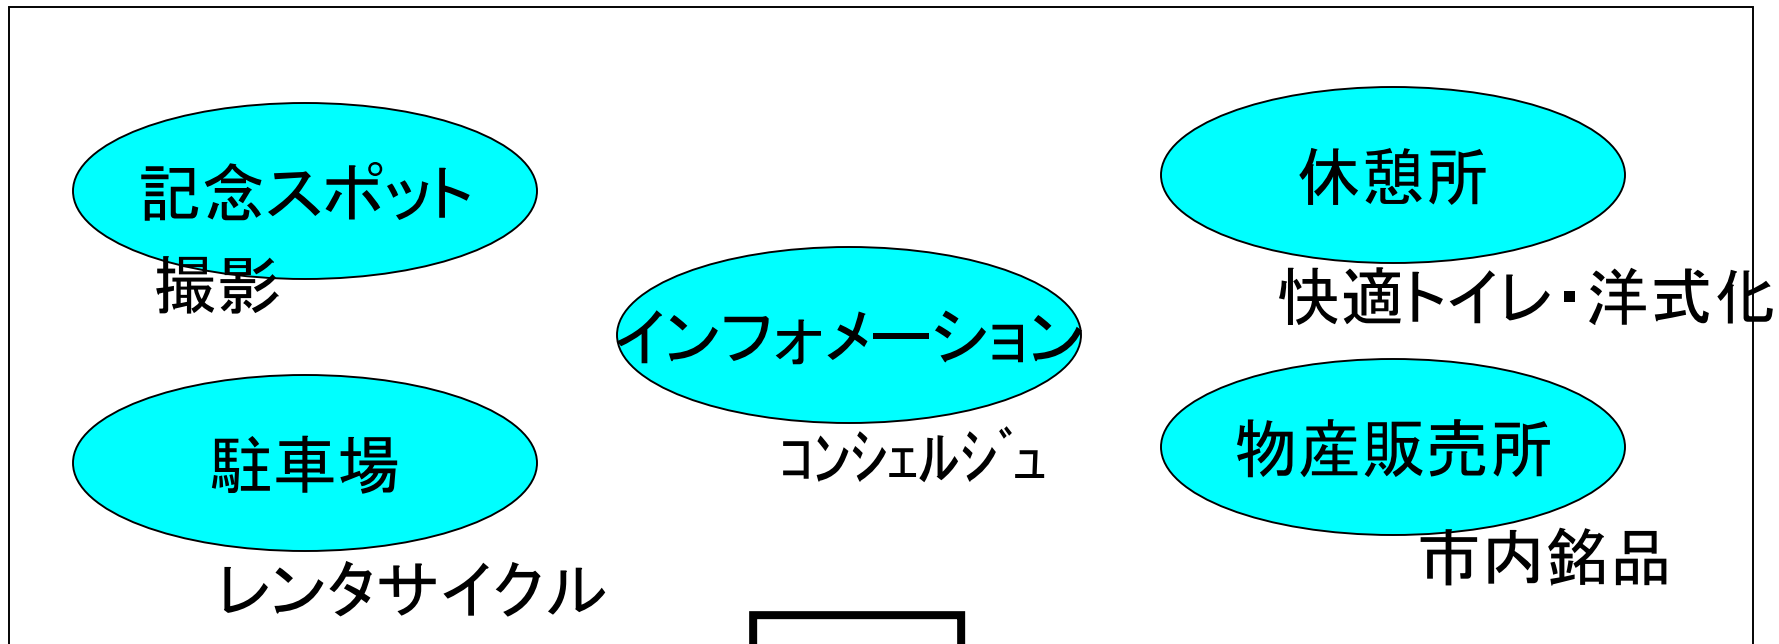 記念スポット
撮影
休憩所
快適トイレ・洋式化
インフォメーション
コンシェルジュ
駐車場
レンタサイクル
物産販売所
市内銘品